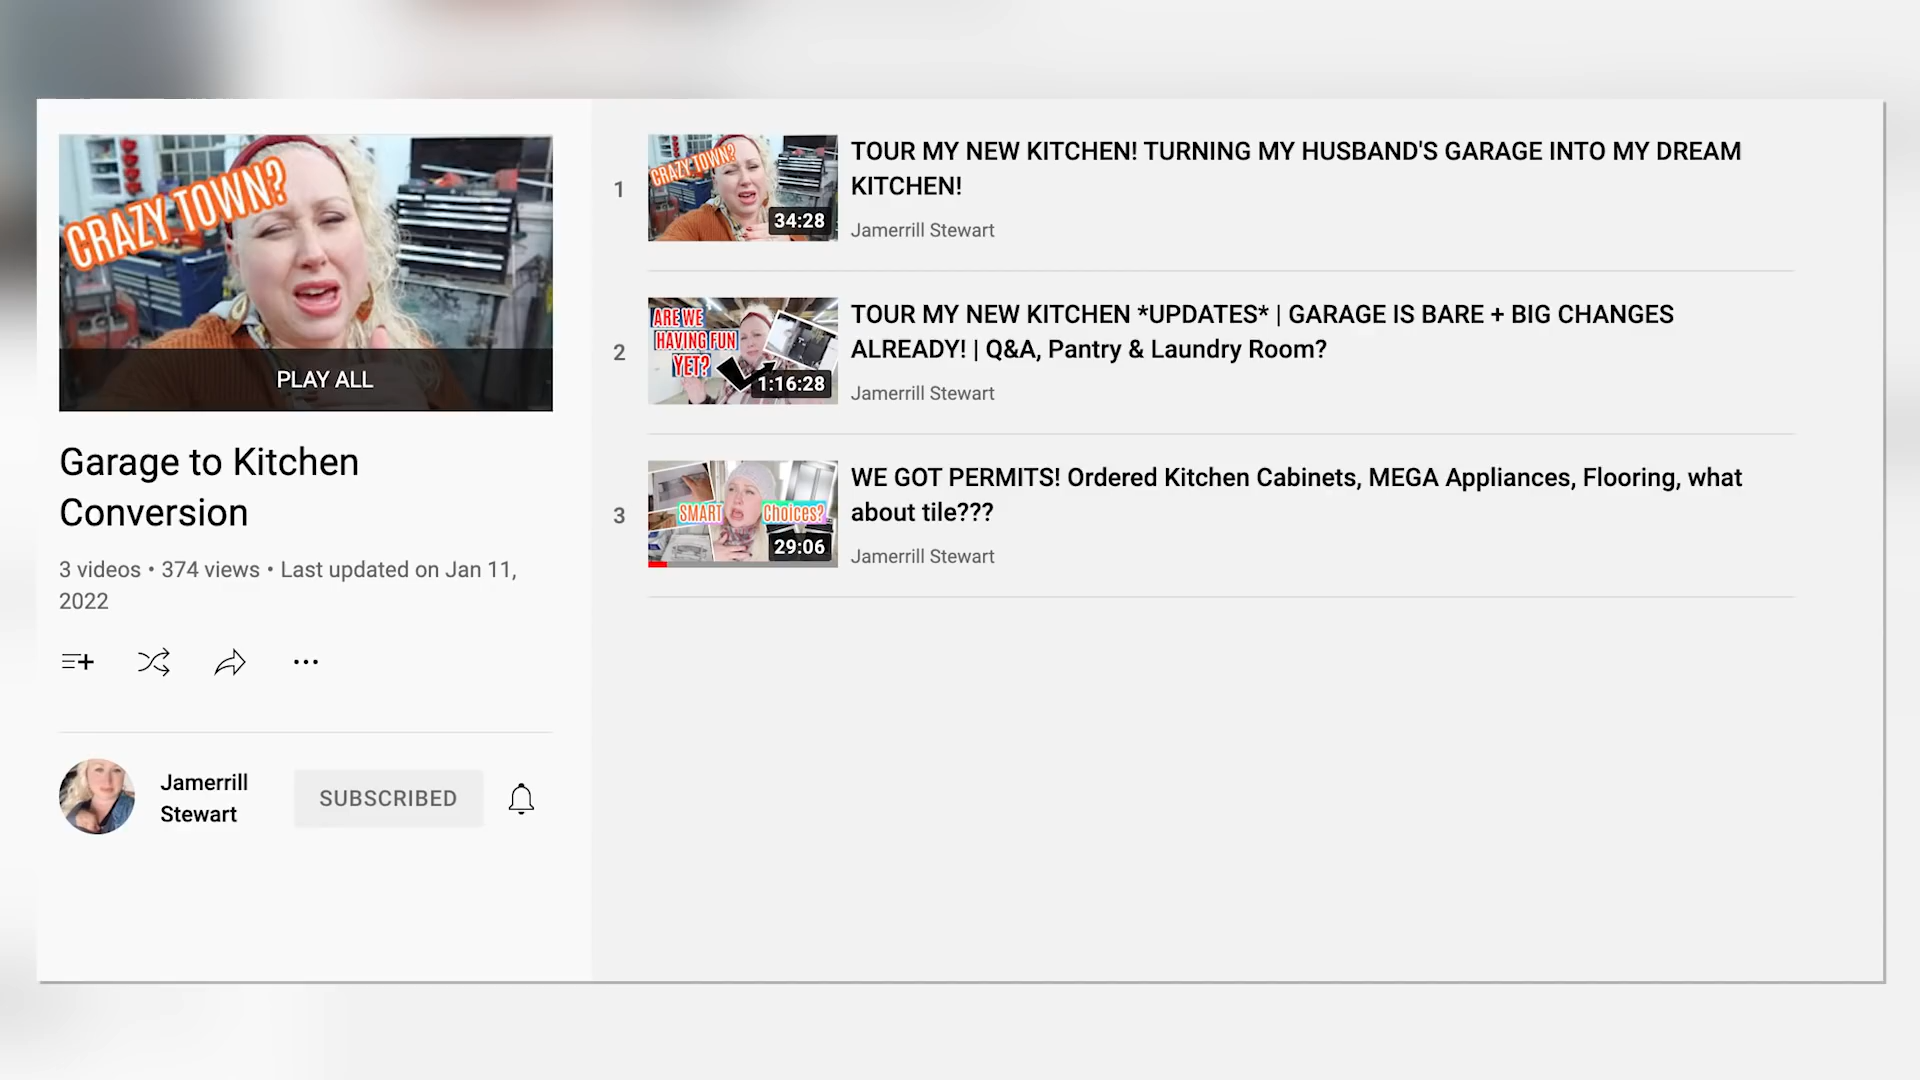 CRAZY TOWN?
PLAY ALL
Garage to Kitchen
Conversion
3 videos • 374 views • Last updated on Jan 11,
2022
Jamerrill
Stewart
SUBSCRIBED
1
CRAZY TOWN?
34:28
TOUR MY NEW KITCHEN! TURNING MY HUSBAND'S GARAGE INTO MY DREAM
KITCHEN!
Jamerrill Stewart
2
ARE WE
HAVING FUN
YET?
1:16:28
TOUR MY NEW KITCHEN *UPDATES* | GARAGE IS BARE + BIG CHANGES
ALREADY! | Q&A, Pantry & Laundry Room?
Jamerrill Stewart
3
SMART Choices?
29:06
WE GOT PERMITS! Ordered Kitchen Cabinets, MEGA Appliances, Flooring, what
about tile???
Jamerrill Stewart